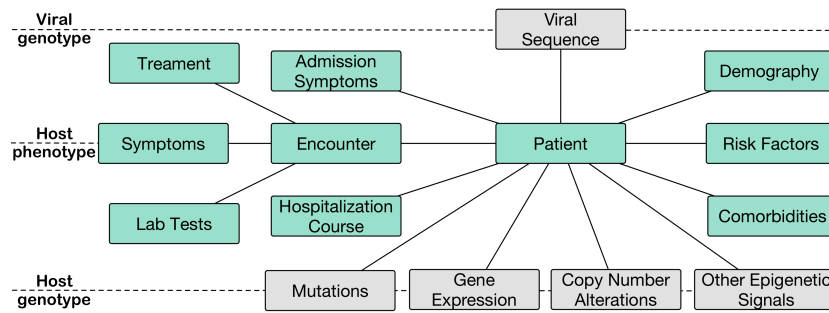 Viral
genotype
Viral
Sequence
Treament
Admission
Symptoms
Demography
Host
phenotype
Symptoms
Encounter
Patient
Risk Factors
Lab Tests
Hospitalization
Course
Comorbidities
Host
genotype
Mutations
Gene
Expression
Copy Number
Alterations
Other Epigenetic
Signals